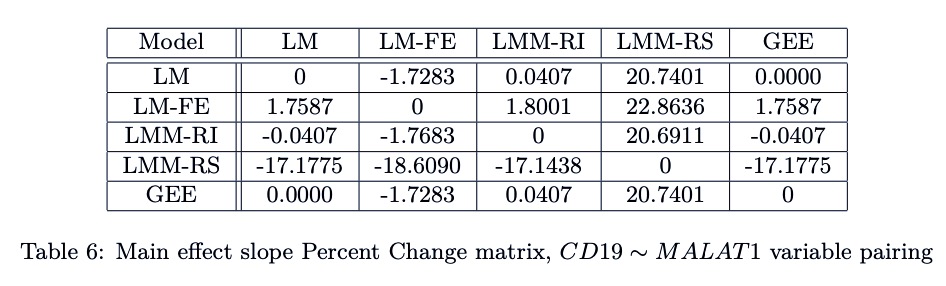 Model LM LM-FE LMM-RI LMM-RS GEE
LM 0 -1.7283 0.0407 20.7401 0.0000
LM-FE 1.7587 0 1.8001 22.8636 1.7587
LMM-RI -0.0407 -1.7683 0 20.6911 -0.0407
LMM-RS -17.1775 -18.6090 -17.1438 0 -17.1775
GEE 0.0000 -1.7283 0.0407 20.7401 0
Table 6: Main effect slope Percent Change matrix, CD19 ∼ MALAT1 variable pairing